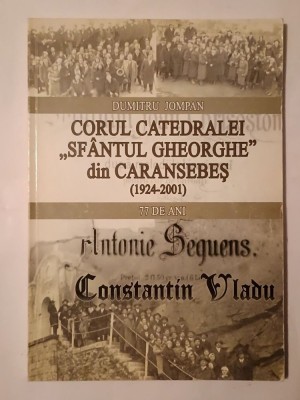 DUMITRU JOMPAN
CORUL CATEDRALEI
„SFÂNTUL GHEORGHE”
din CARANSEBEȘ
(1924-2001)
77 DE ANI
Antonie Sequens.
Constantin Vladu